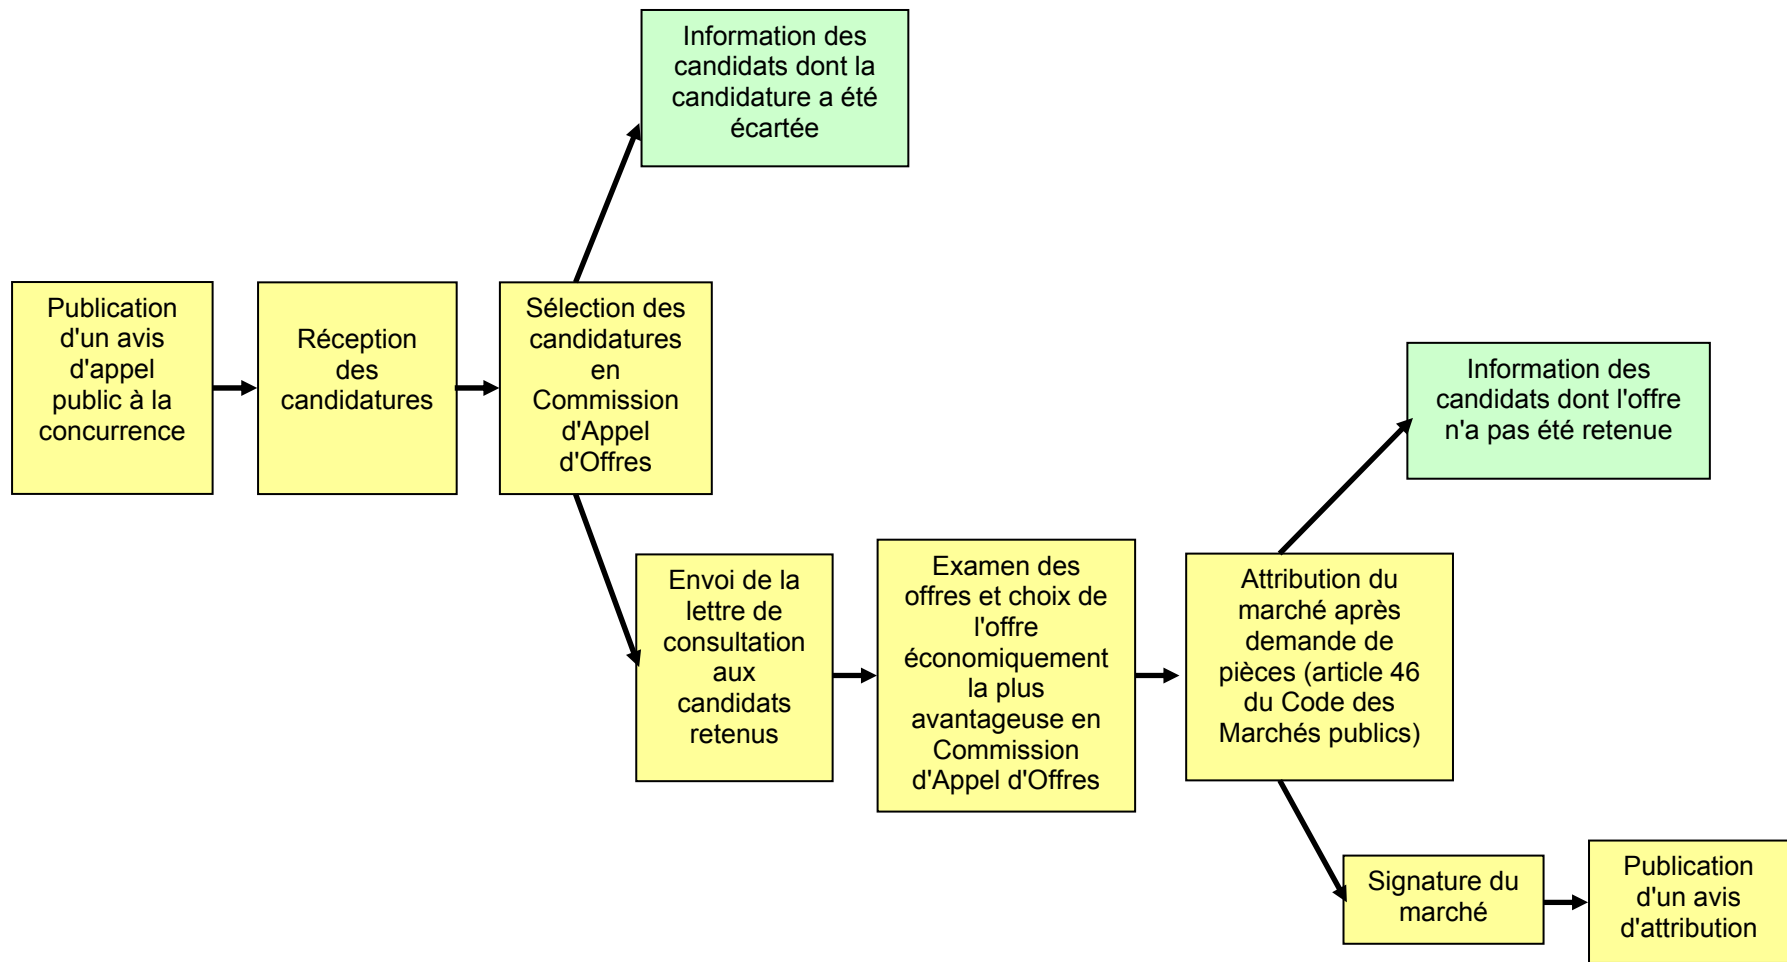 Information des
candidats dont la
candidature a été
écartée
Publication
d'un avis
d'appel
public à la
concurrence
Réception
des
candidatures
Sélection des
candidatures
en
Commission
d'Appel
d'Offres
Information des
candidats dont l'offre
n'a pas été retenue
Envoi de la
lettre de
consultation
aux
candidats
retenus
Examen des
offres et choix de
l'offre
économiquement
la plus
avantageuse en
Commission
d'Appel d'Offres
Attribution du
marché après
demande de
pièces (article 46
du Code des
Marchés publics)
Signature du
marché
Publication
d'un avis
d'attribution